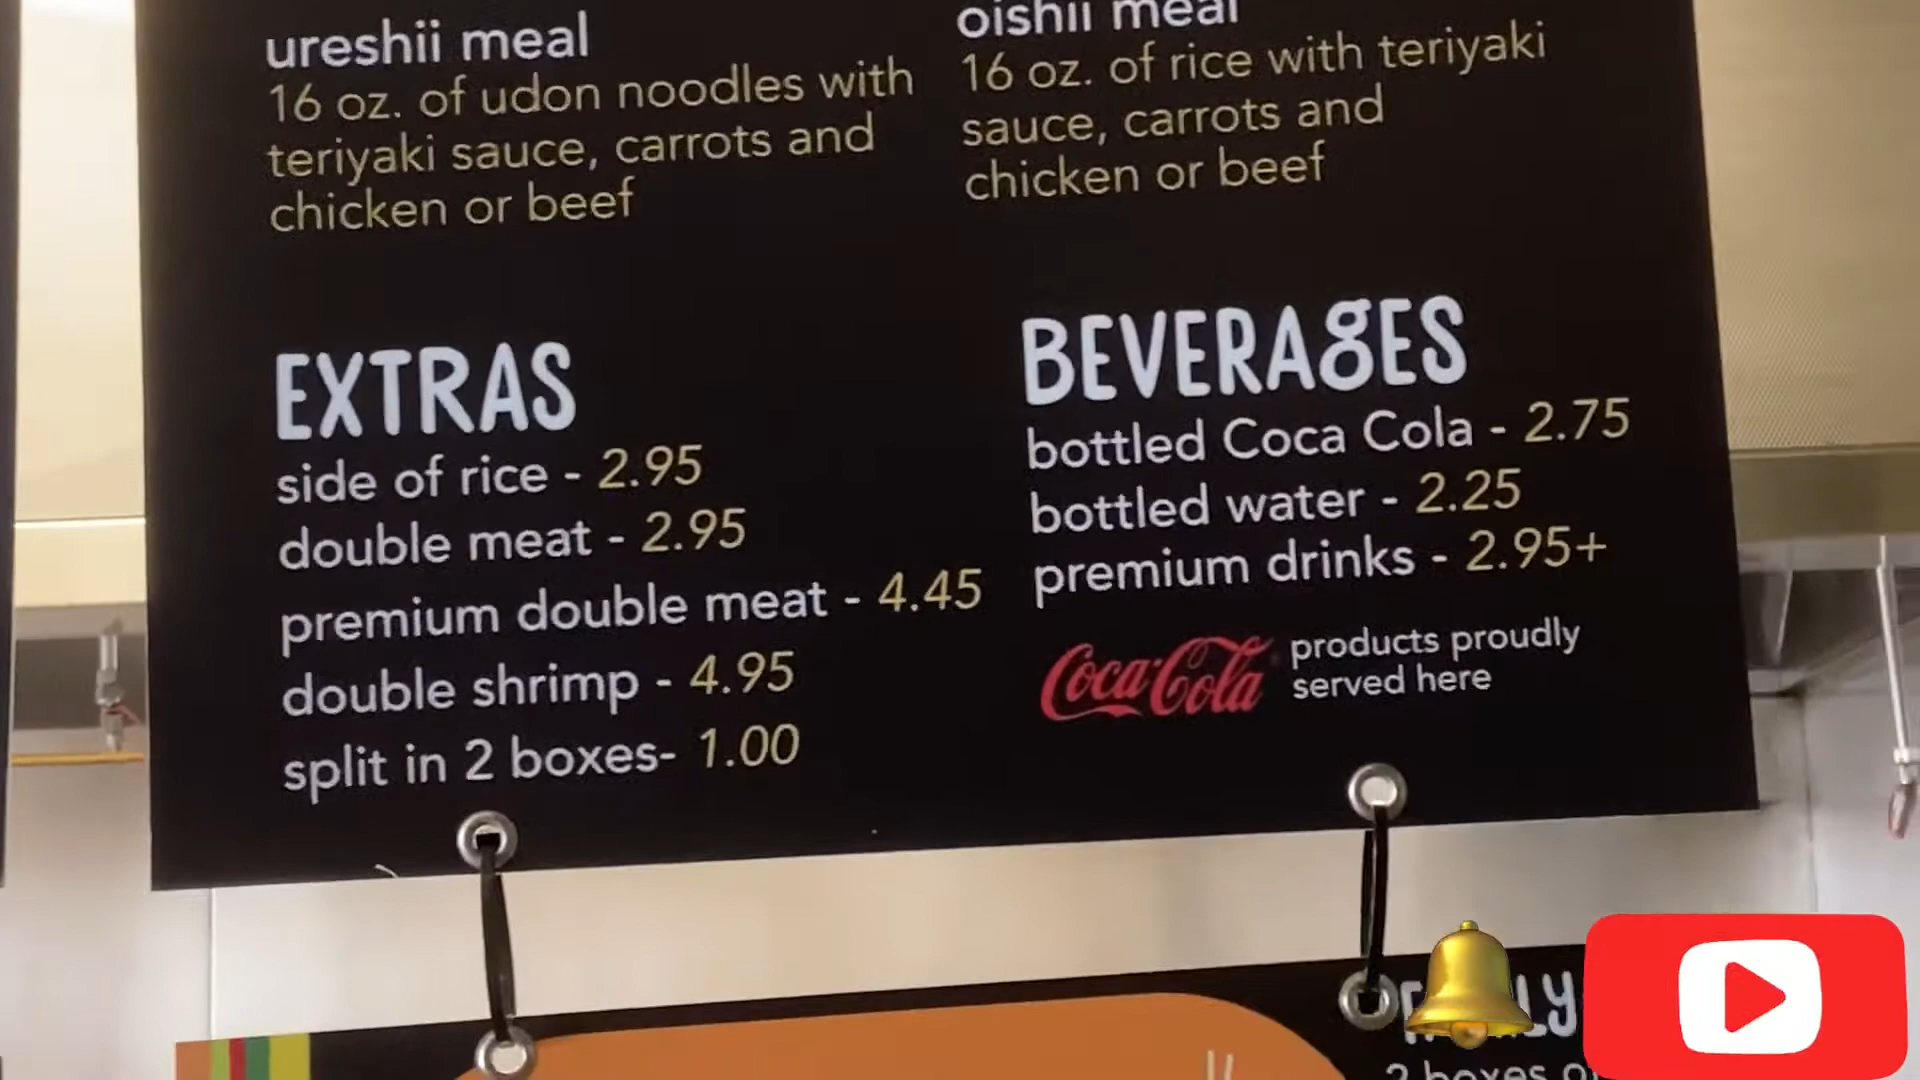 ureshii meal
16 oz. of udon noodles with
teriyaki sauce, carrots and
chicken or beef
oishii meal
16 oz. of rice with teriyaki
sauce, carrots and
chicken or beef
EXTRAS
side of rice - 2.95
double meat - 2.95
premium double meat - 4.45
double shrimp - 4.95
split in 2 boxes- 1.00
BEVERAGES
bottled Coca Cola - 2.75
bottled water - 2.25
premium drinks - 2.95+
Coca-Cola
products proudly
served here
2 boxes